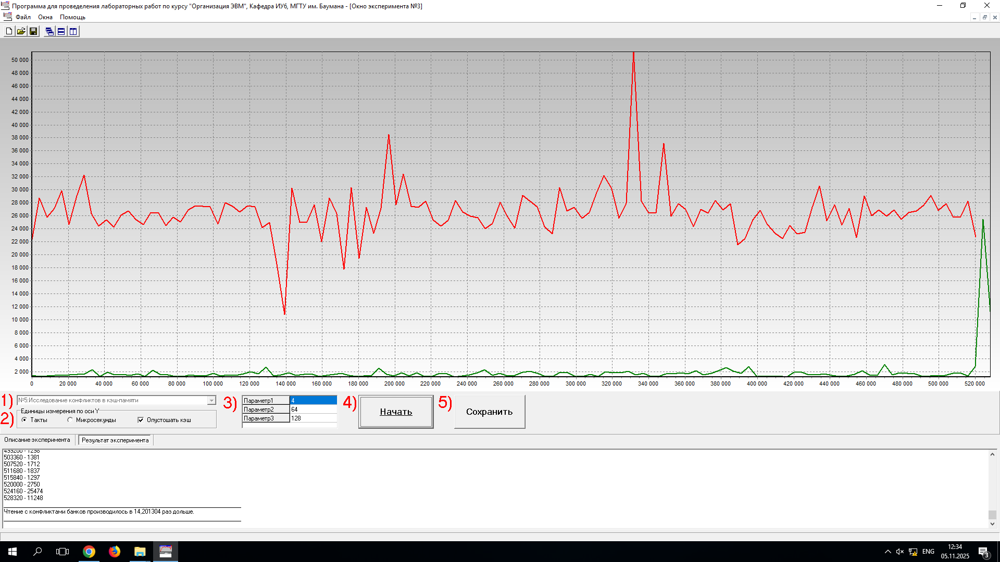 Программа для проведеления лабораторных работ по курсу "Организация ЭВМ", Кафедра ИУ6, МГТУ им. Баумана - [Окно эксперимента №3]
Файл Окна Помощь
50 000
48 000
46 000
44 000
42 000
40 000
38 000
36 000
34 000
32 000
30 000
28 000
26 000
24 000
22 000
20 000
18 000
16 000
14 000
12 000
10 000
8 000
6 000
4 000
2 000
0 20 000 40 000 60 000 80 000 100 000 120 000 140 000 160 000 180 000 200 000 220 000 240 000 260 000 280 000 300 000 320 000 340 000 360 000 380 000 400 000 420 000 440 000 460 000 480 000 500 000 520 000
1) №5:Исследование конфликтов в кэш-памяти
2) Единицы измерения по оси Y
Такты Микросекунды Опустошать кэш
3) Параметр1 4
Параметр2 64
Параметр3 128
4) Начать
5) Сохранить
Описание эксперимента Результат эксперимента
499200 - 1298
503360 - 1381
507520 - 1712
511680 - 1837
515840 - 1297
520000 - 2750
524160 - 25474
528320 - 11248
Чтение с конфликтами банков производилось в 14,201304 раз дольше.
ENG
12:34
05.11.2025
3